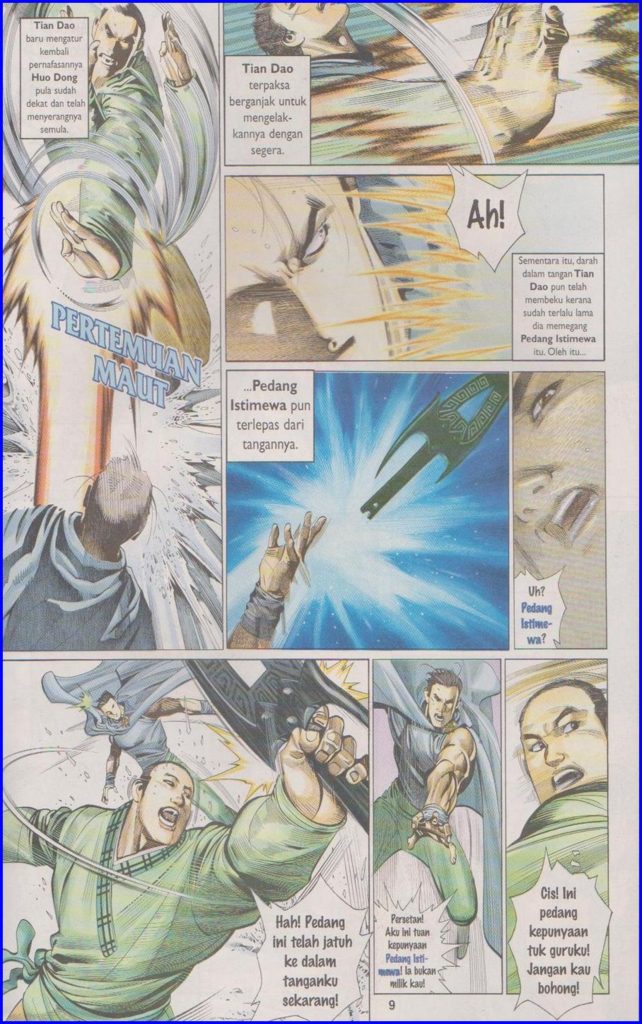 Tian Dao
baru mengatur
kembali
pernafasannya
Huo Dong
pula sudah
dekat dan telah
menyerangnya
semula.
Tian Dao
terpaksa
berganjak untuk
mengelak-
kannya dengan
segera.
PERTEMUAN
MAUT
Ah!
Sementara itu, darah
dalam tangan Tian
Dao pun telah
membeku kerana
sudah terlalu lama
dia memegang
Pedang Istimewa
itu. Oleh itu...
...Pedang
Istimewa pun
terlepas dari
tangannya.
Uh?
Pedang
Istime-
wa?
Hah! Pedang
ini telah jatuh
ke dalam
tanganku
sekarang!
Persetan!
Aku ini tuan
kepunyaan
Pedang Isti-
mewa! Ia bukan
milik kau!
Cis! Ini
pedang
kepunyaan
tuk guruku!
Jangan kau
bohong!
9